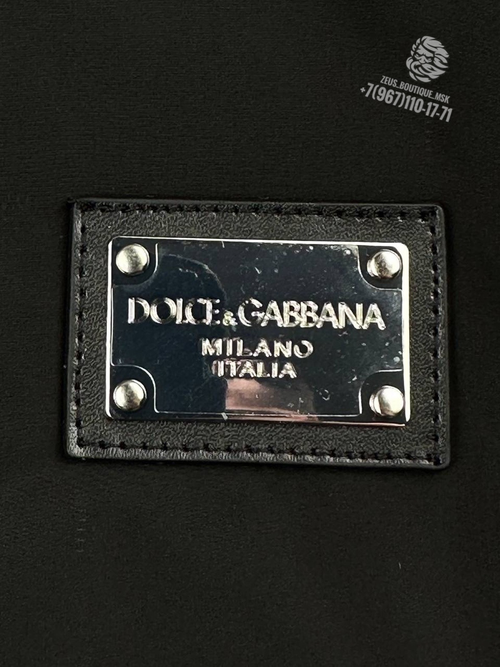 ZEUS_BOUTIQUE_MSK
+7(967)110-17-71
DOLCE&GABBANA
MILANO
ITALIA